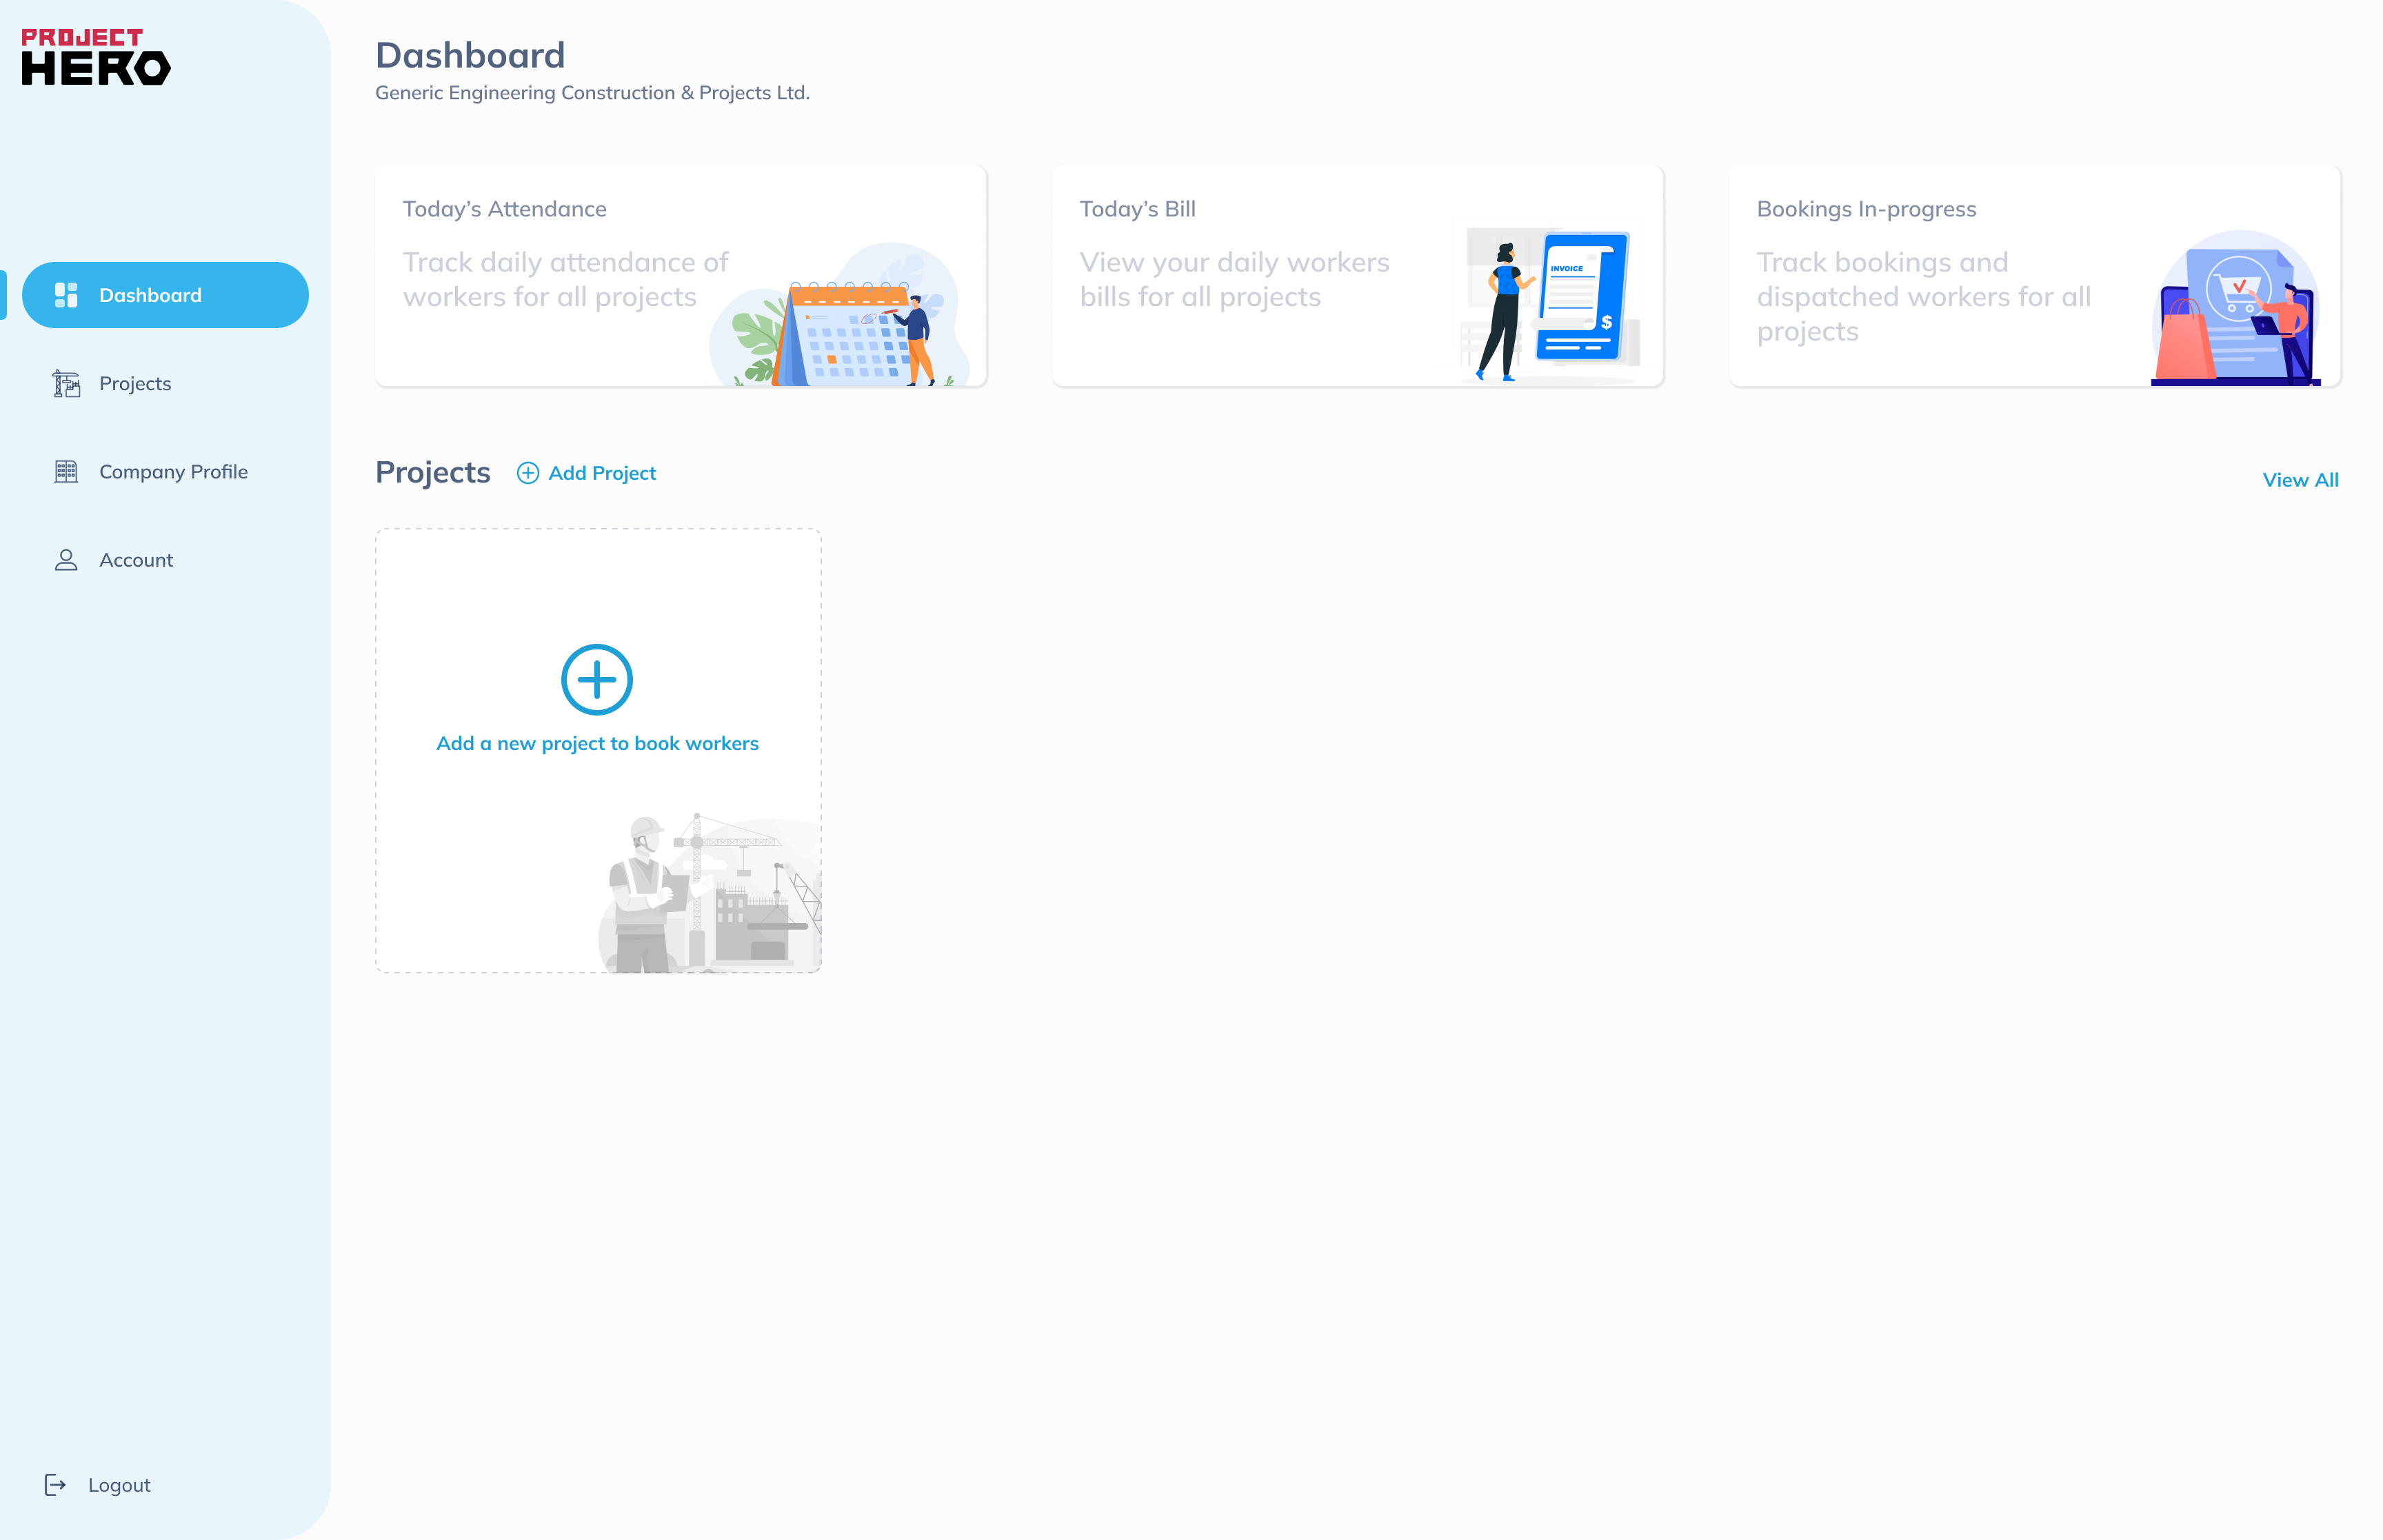 PROJECT
HERO
Dashboard
Projects
Company Profile
Account
Logout
Dashboard
Generic Engineering Construction & Projects Ltd.
Today’s Attendance
Track daily attendance of
workers for all projects
Today’s Bill
View your daily workers
bills for all projects
INVOICE
$
Bookings In-progress
Track bookings and
dispatched workers for all
projects
Projects
Add Project
View All
Add a new project to book workers